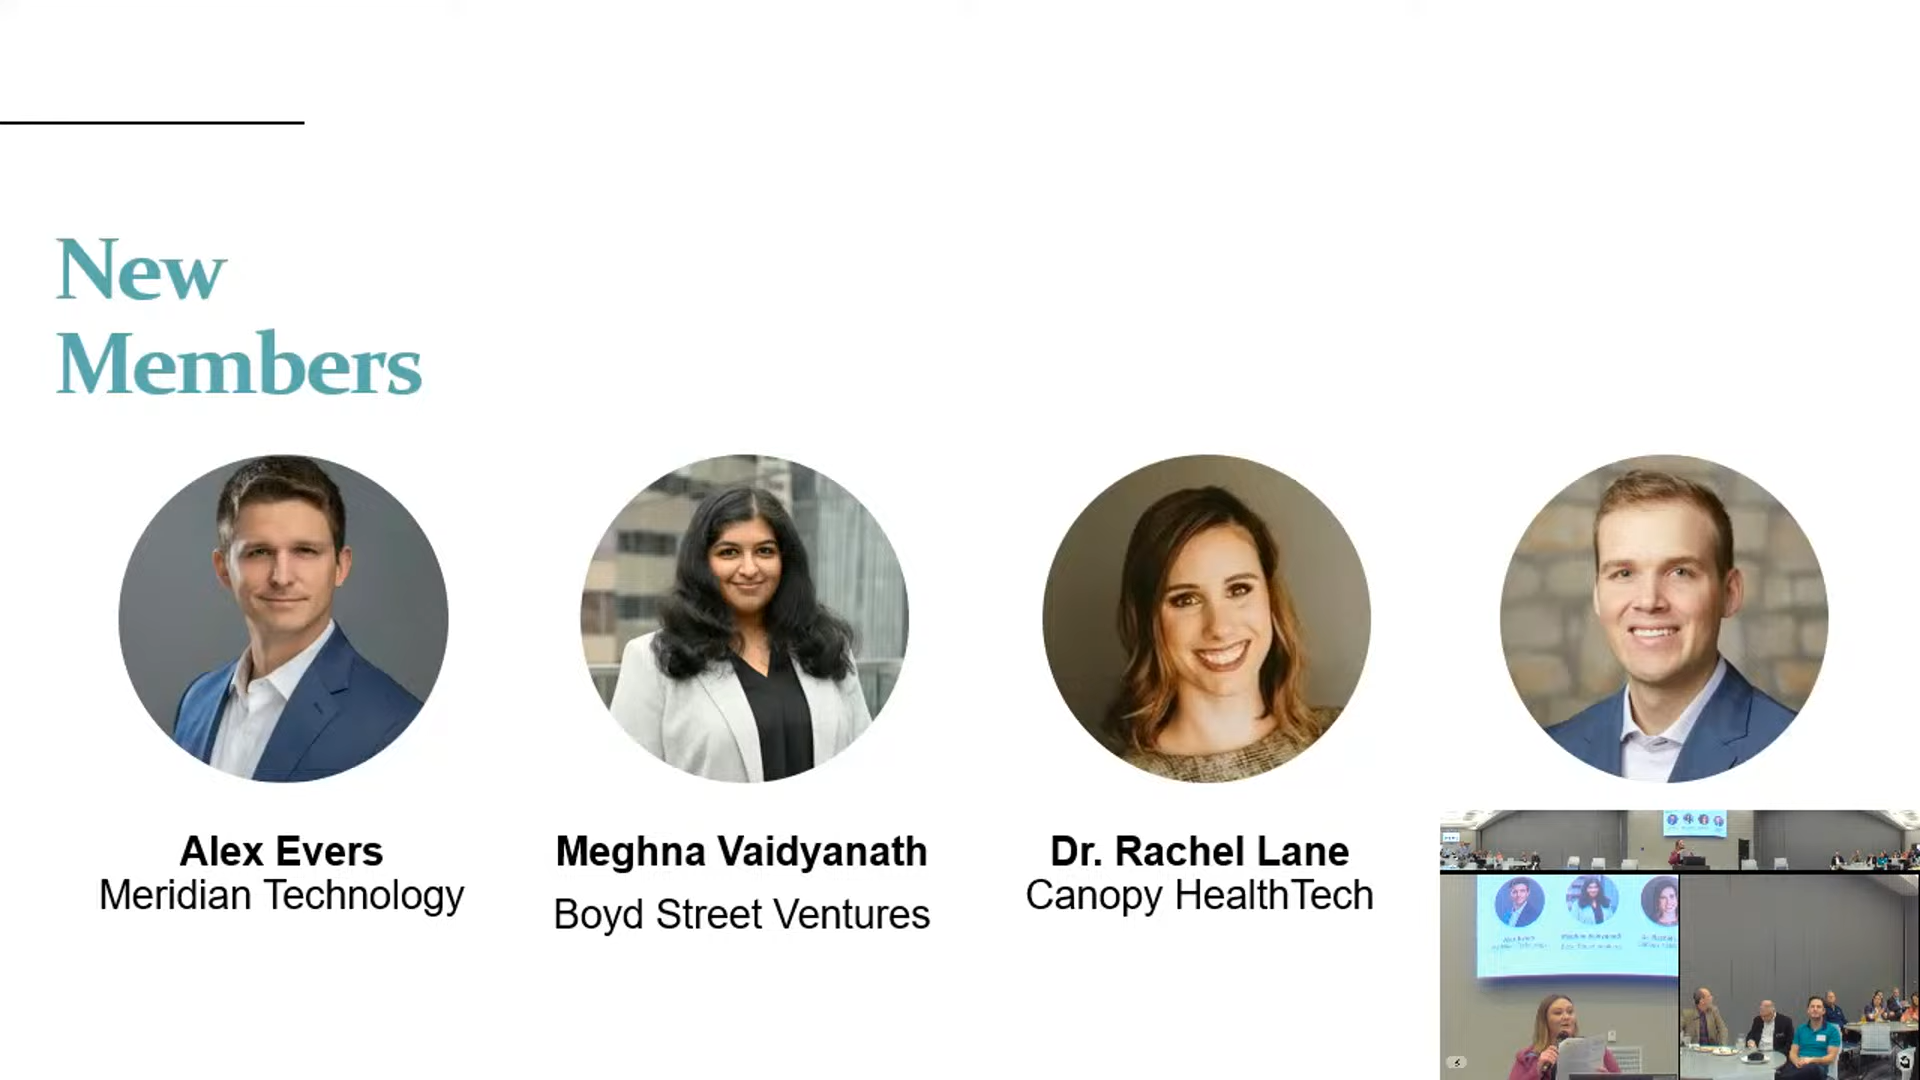 New
Members
Alex Evers
Meridian Technology
Meghna Vaidyanath
Boyd Street Ventures
Dr. Rachel Lane
Canopy HealthTech